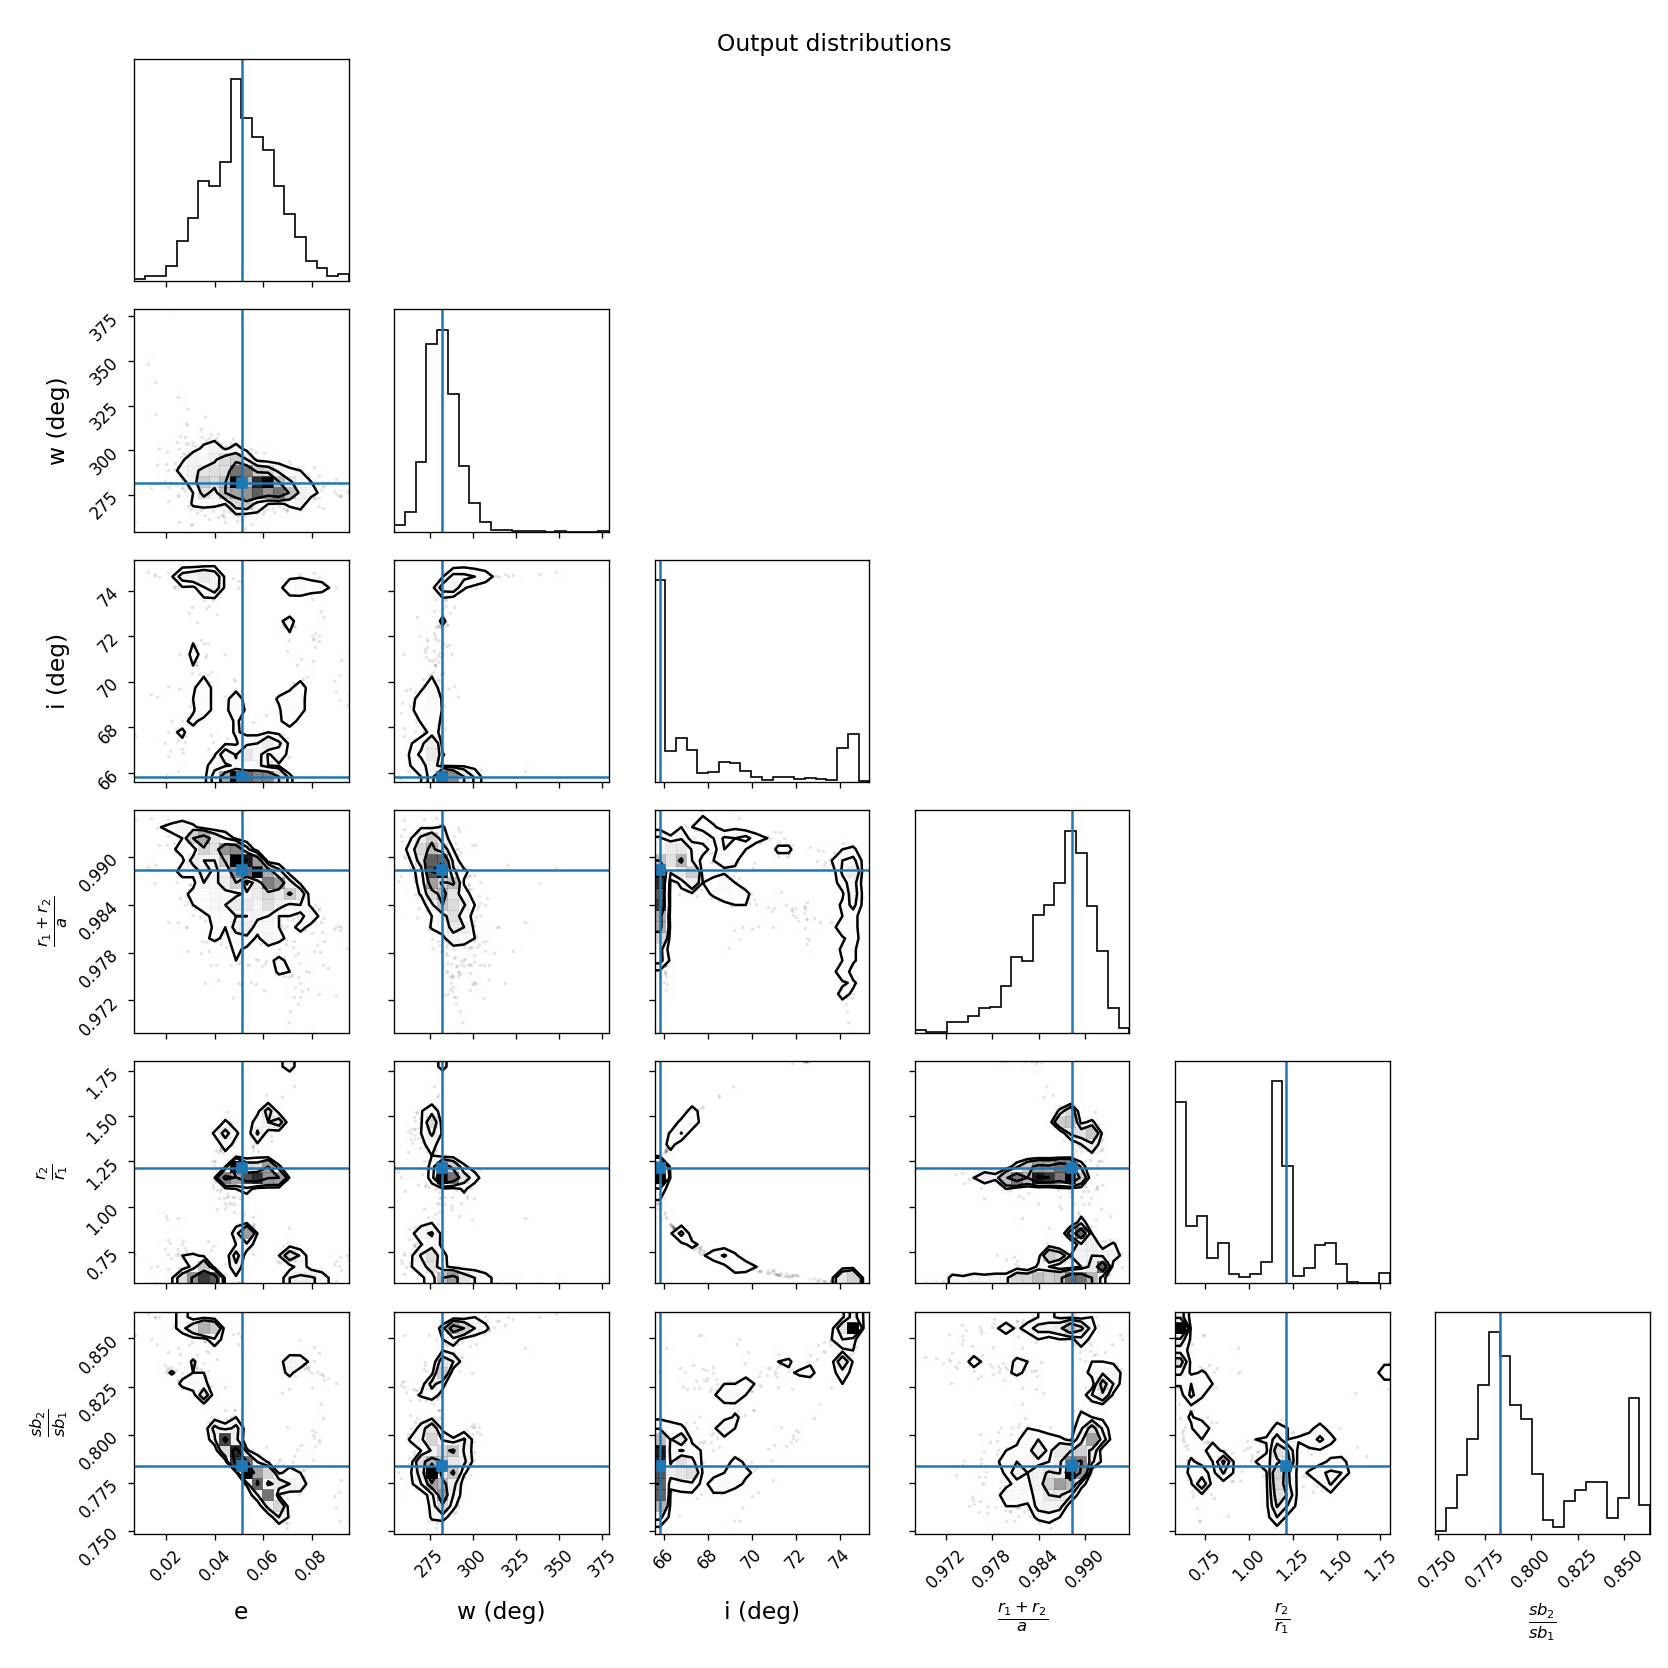 Output distributions
w (deg)
375
350
325
300
275
i (deg)
74
72
70
68
66
r1 + r2
a
0.990
0.984
0.978
0.972
r2
r1
1.75
1.50
1.25
1.00
0.75
sb2
sb1
0.850
0.825
0.800
0.775
0.750
0.02 0.04 0.06 0.08
275 300 325 350 375
66 68 70 72 74
0.972 0.978 0.984 0.990
0.75 1.00 1.25 1.50 1.75
0.750 0.775 0.800 0.825 0.850
e
w (deg)
i (deg)
r1 + r2
a
r2
r1
sb2
sb1